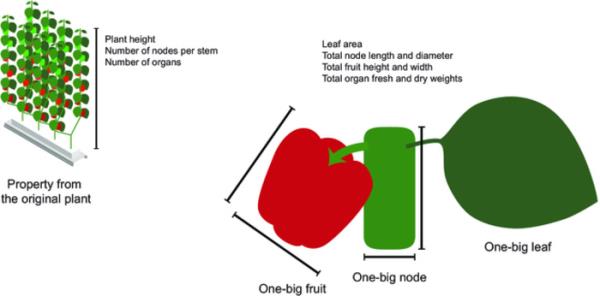 Plant height
Number of nodes per stem
Number of organs
Property from
the original plant
Leaf area
Total node length and diameter
Total fruit height and width
Total organ fresh and dry weights
One-big fruit
One-big node
One-big leaf